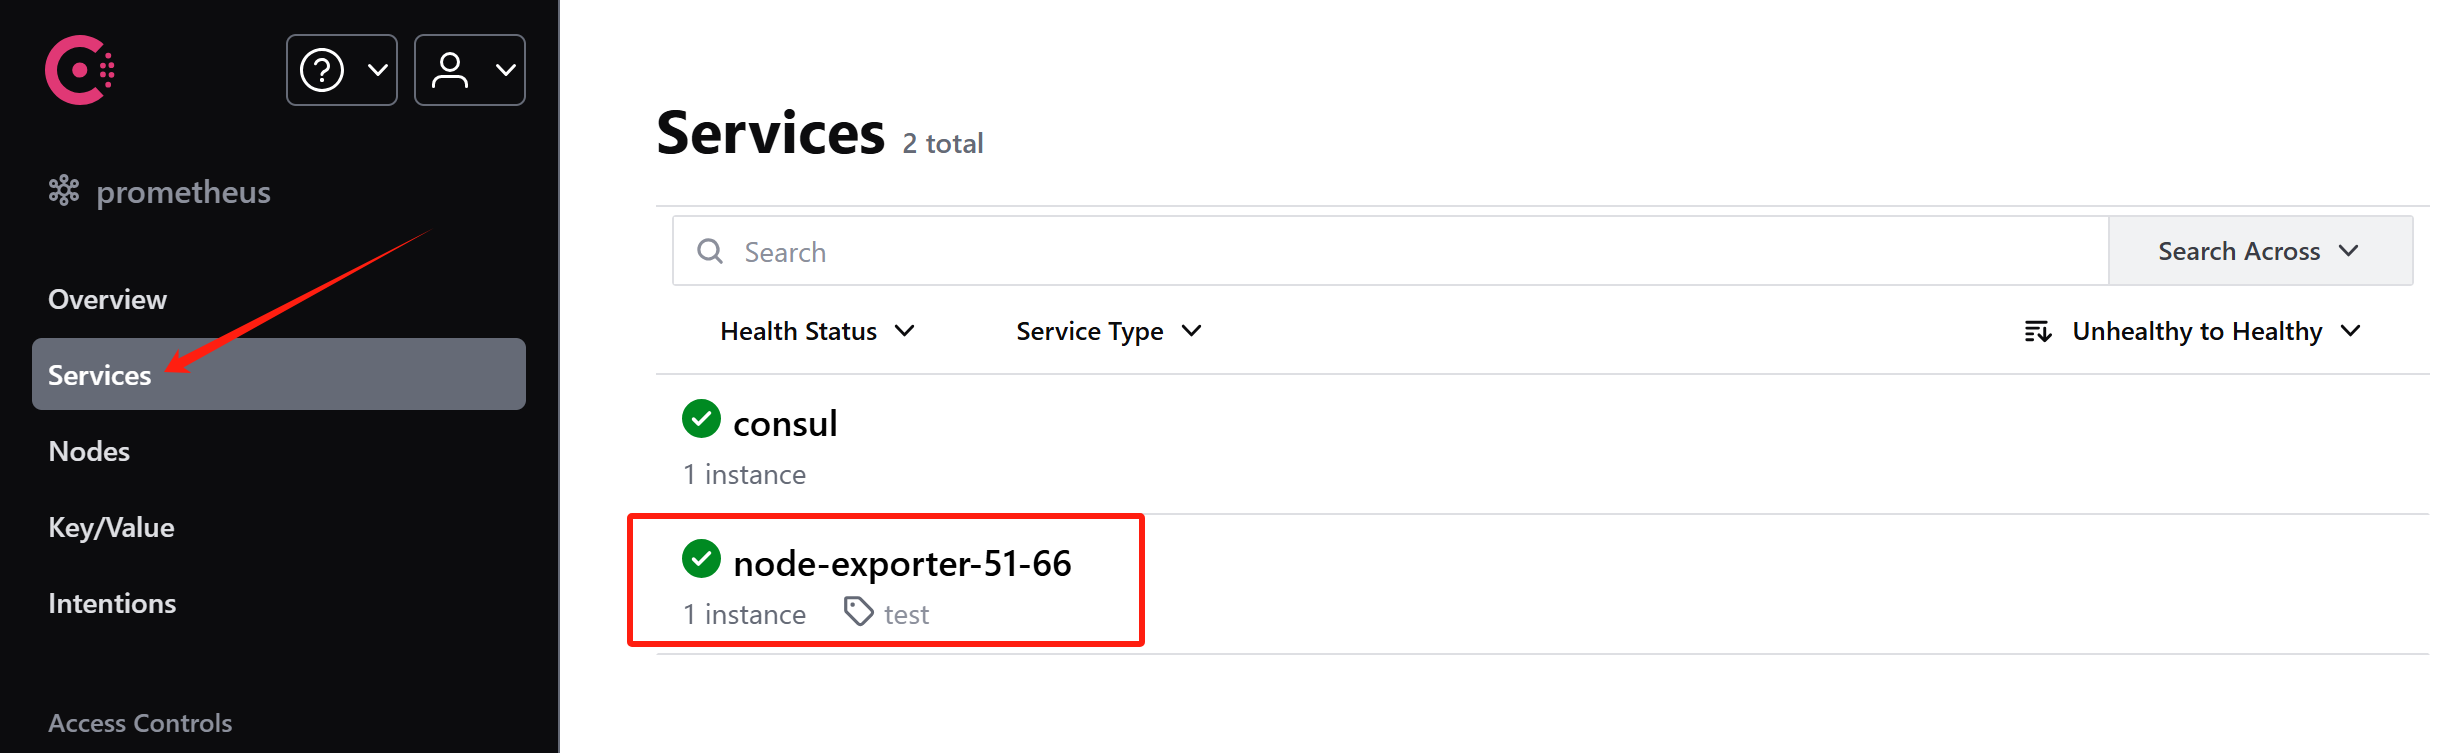 prometheus
Overview
Services
Nodes
Key/Value
Intentions
Access Controls
Services 2 total
Search
Search Across
Health Status Service Type Unhealthy to Healthy
consul
1 instance
node-exporter-51-66
1 instance test